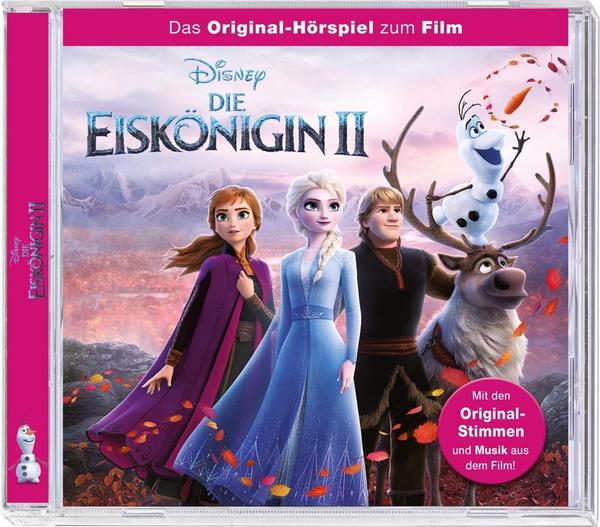 Das Original-Hörspiel zum Film
Disney
DIE
EISKÖNIGIN II
Disney
DIE
EISKÖNIGIN II
Mit den
Original-
Stimmen
und Musik aus
dem Film!